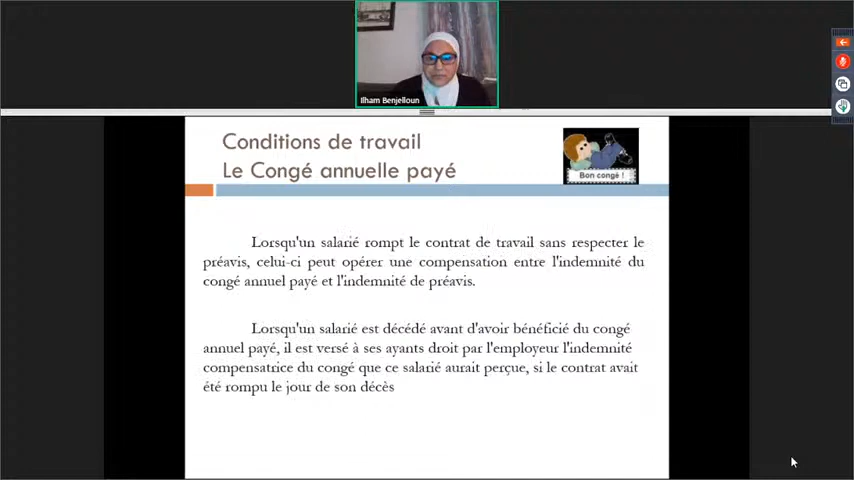 Ilham Benjelloun
Conditions de travail
Le Congé annuelle payé
Bon congé !
Lorsqu'un salarié rompt le contrat de travail sans respecter le
préavis, celui-ci peut opérer une compensation entre l'indemnité du
congé annuel payé et l'indemnité de préavis.
Lorsqu'un salarié est décédé avant d'avoir bénéficié du congé
annuel payé, il est versé à ses ayants droit par l'employeur l'indemnité
compensatrice du congé que ce salarié aurait perçue, si le contrat avait
été rompu le jour de son décès